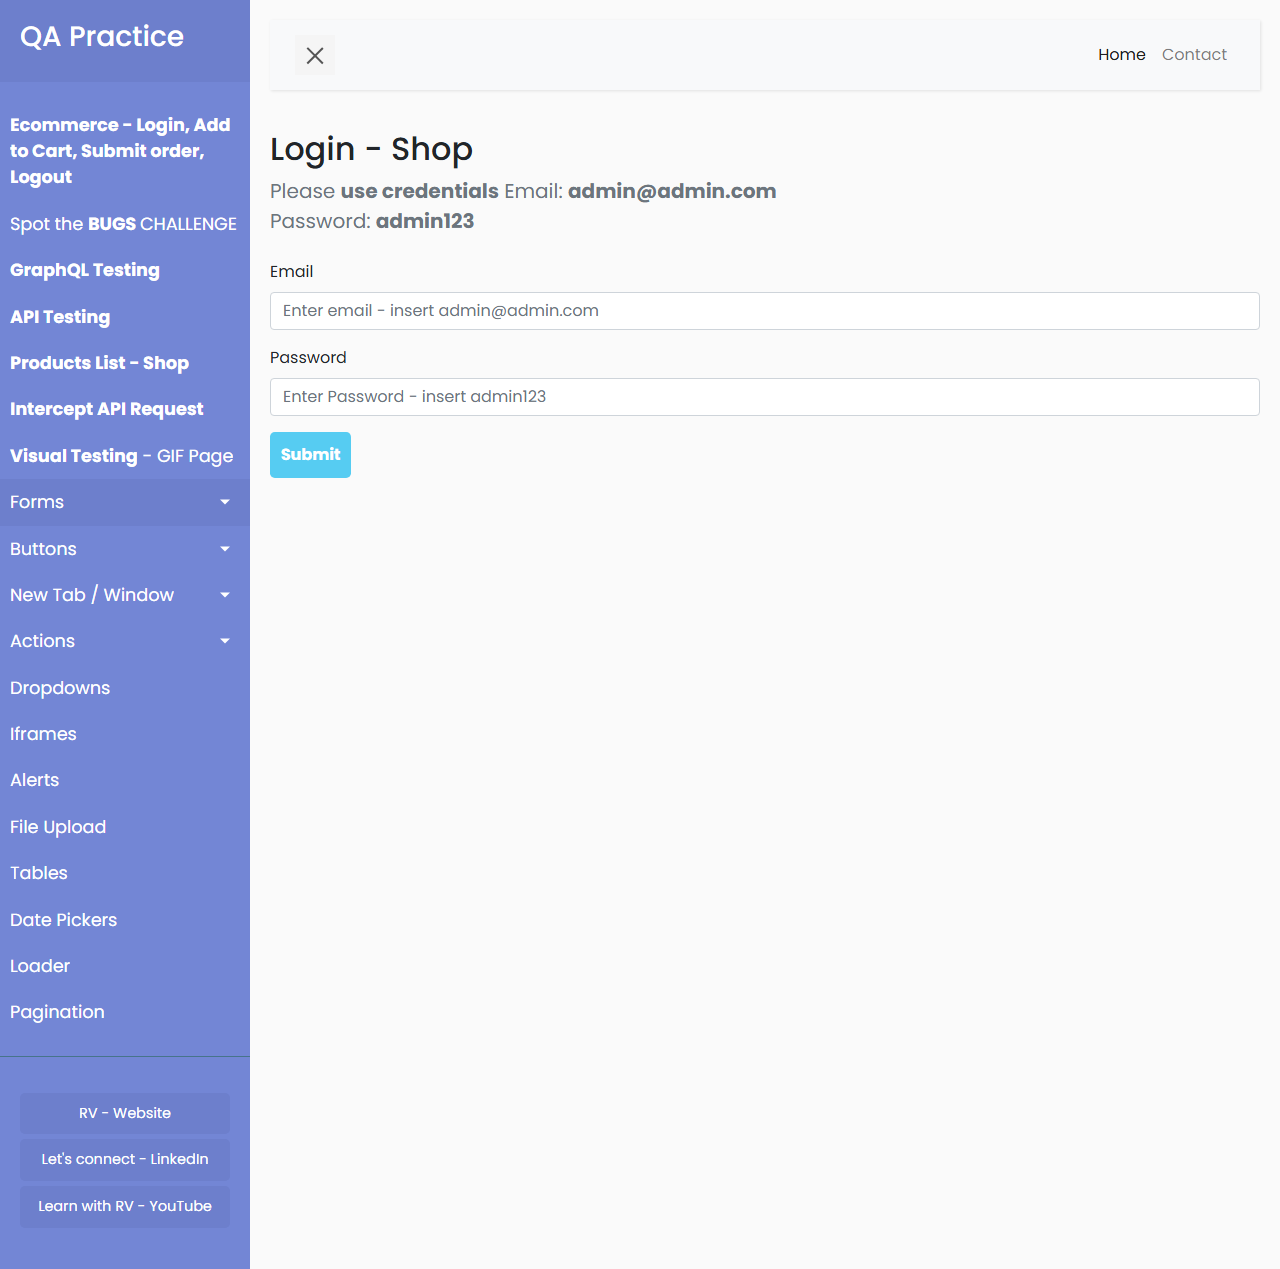 QA Practice
Ecommerce - Login, Add
to Cart, Submit order,
Logout
Spot the BUGS CHALLENGE
GraphQL Testing
API Testing
Products List - Shop
Intercept API Request
Visual Testing - GIF Page
Forms
Buttons
New Tab / Window
Actions
Dropdowns
Iframes
Alerts
File Upload
Tables
Date Pickers
Loader
Pagination
RV - Website
Let's connect - LinkedIn
Learn with RV - YouTube
Home Contact
Login - Shop
Please use credentials Email: admin@admin.com
Password: admin123
Email
Enter email - insert admin@admin.com
Password
Enter Password - insert admin123
Submit